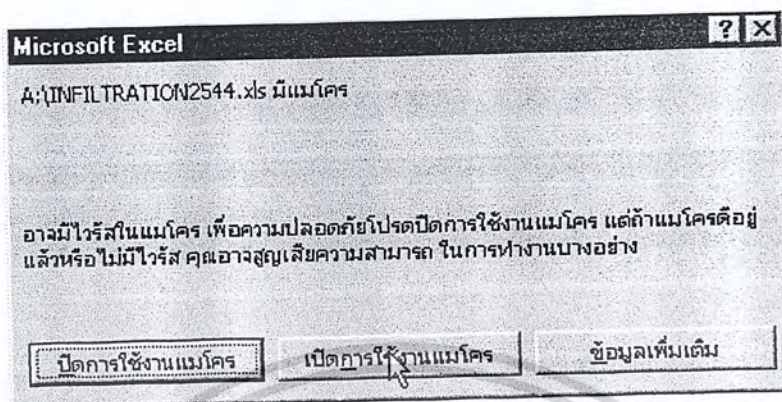 Microsoft Excel
A:\INFILTRATION2544.xls มีแมโคร
อาจมีไวรัสในแมโคร เพื่อความปลอดภัยโปรดปิดการใช้งานแมโคร แต่ถ้าแมโครดีอยู่
แล้วหรือไม่มีไวรัส คุณอาจสูญเสียความสามารถ ในการทำงานบางอย่าง
ปิดการใช้งานแมโคร เปิดการใช้งานแมโคร ข้อมูลเพิ่มเติม